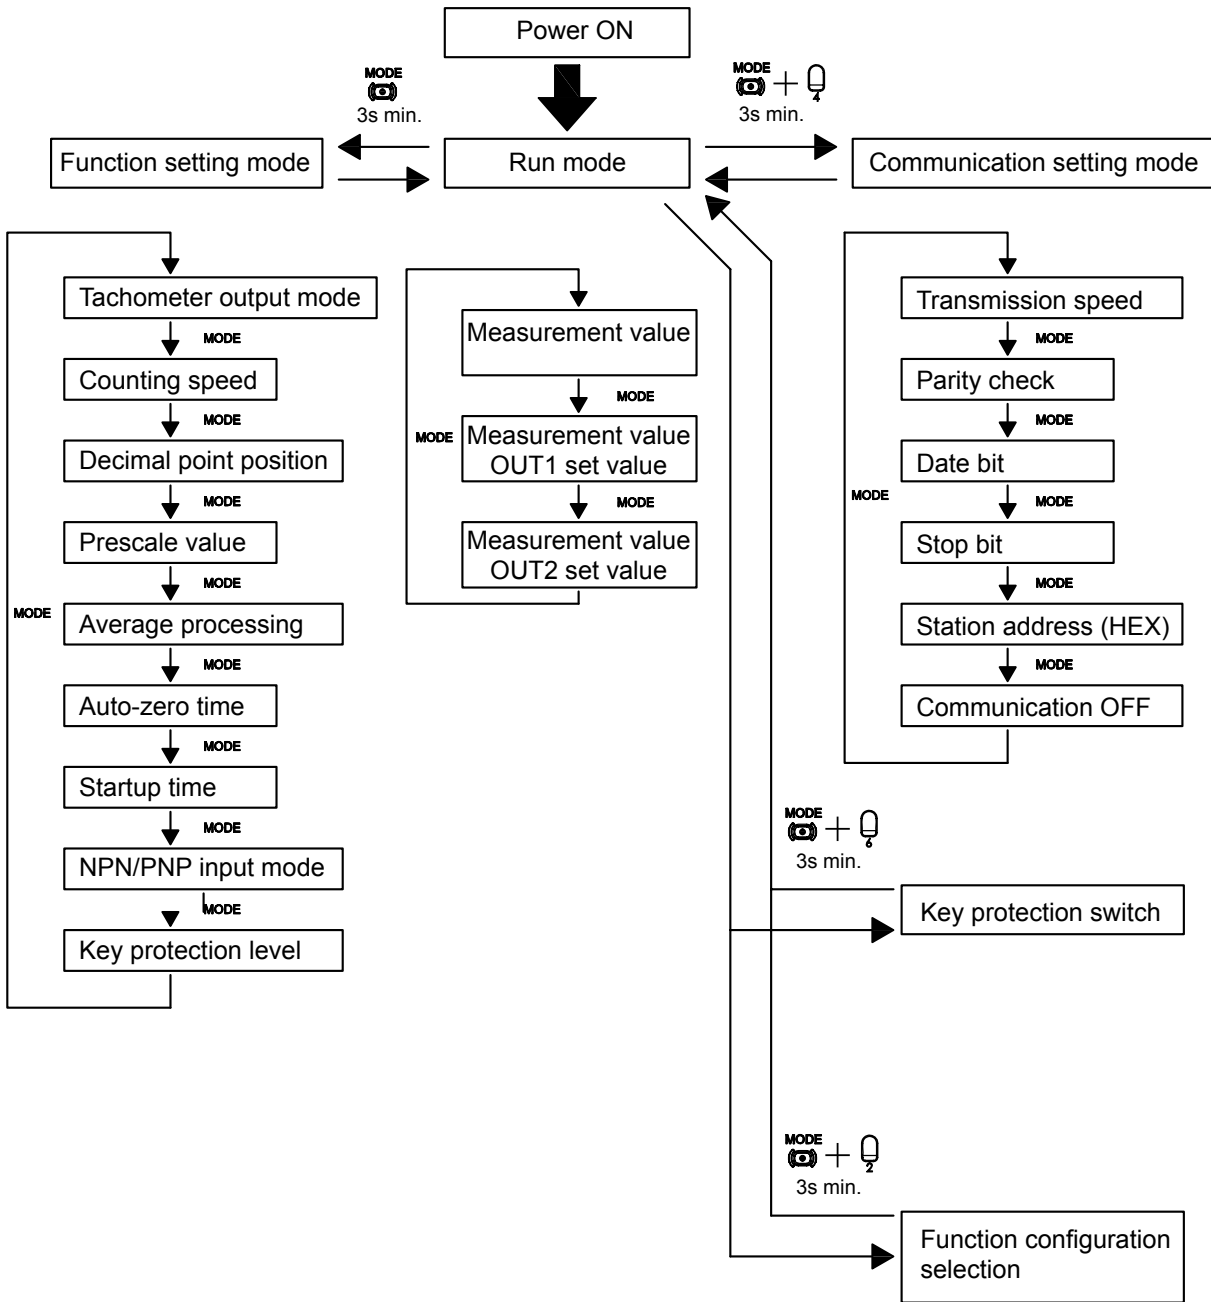 Power ON
MODE
3s min.
MODE
4
3s min.
Function setting mode
Run mode
Communication setting mode
Tachometer output mode
MODE
Counting speed
MODE
Decimal point position
MODE
Prescale value
MODE
Average processing
MODE
MODE
Auto-zero time
MODE
Startup time
MODE
NPN/PNP input mode
MODE
Key protection level
Measurement value
MODE
MODE
Measurement value
OUT1 set value
MODE
Measurement value
OUT2 set value
Transmission speed
MODE
Parity check
MODE
Date bit
MODE
MODE
Stop bit
MODE
Station address (HEX)
MODE
Communication OFF
MODE
6
3s min.
Key protection switch
MODE
2
3s min.
Function configuration
selection